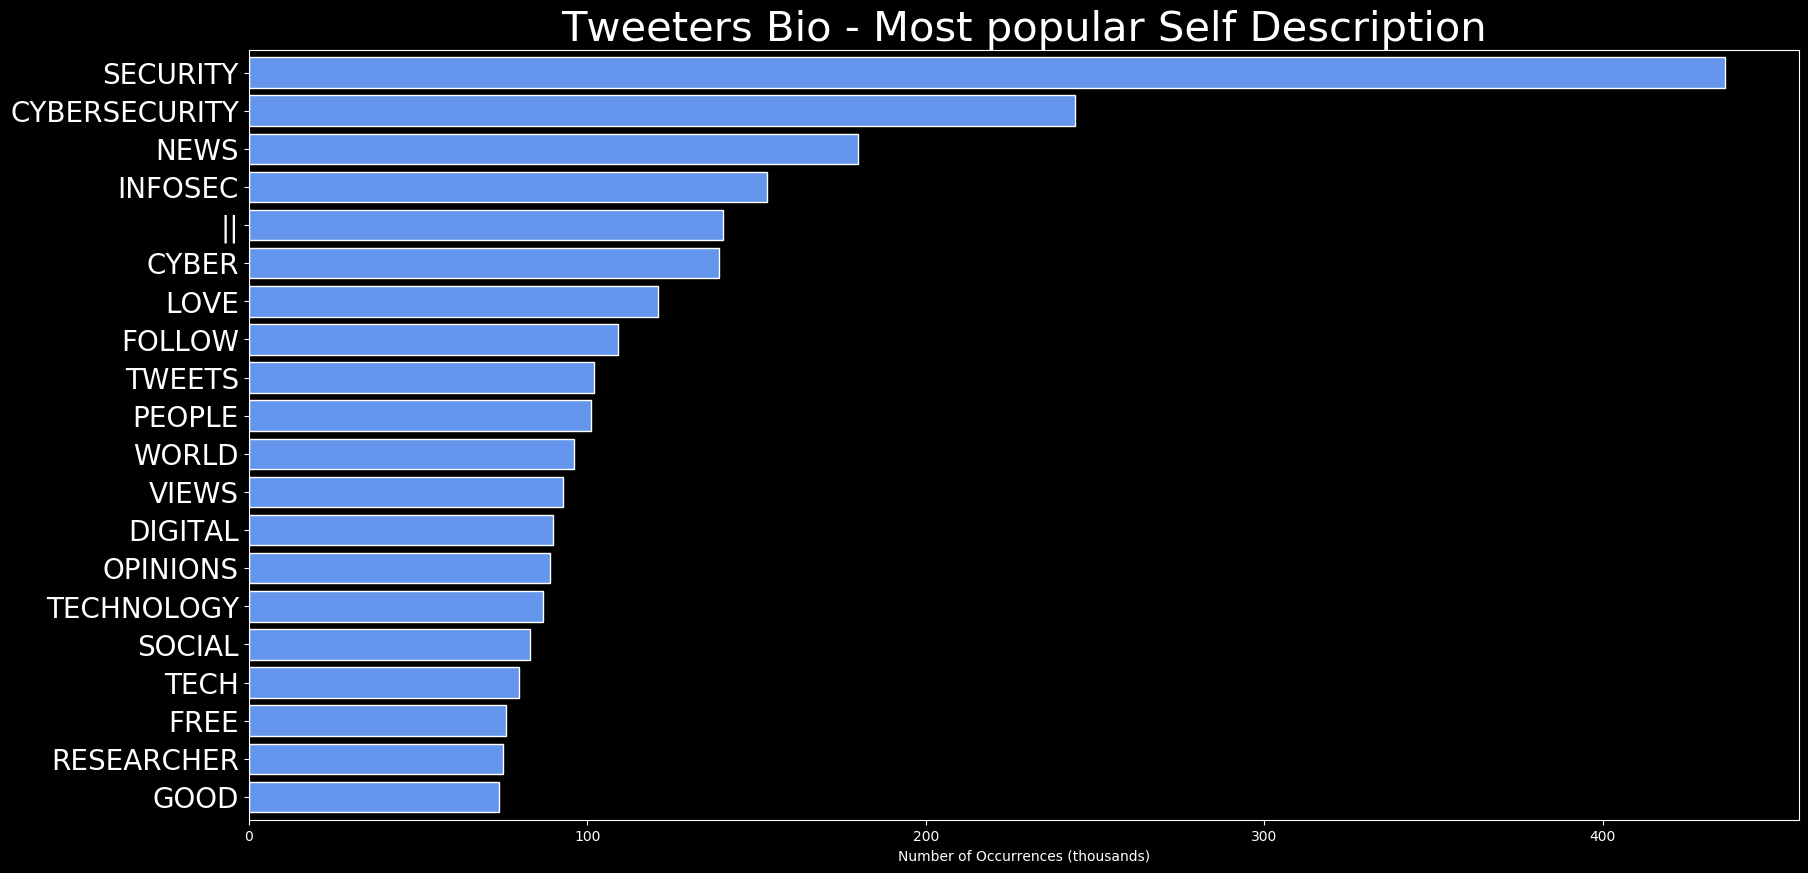 Tweeters Bio - Most popular Self Description
SECURITY
CYBERSECURITY
NEWS
INFOSEC
||
CYBER
LOVE
FOLLOW
TWEETS
PEOPLE
WORLD
VIEWS
DIGITAL
OPINIONS
TECHNOLOGY
SOCIAL
TECH
FREE
RESEARCHER
GOOD
0 100 200 300 400
Number of Occurrences (thousands)